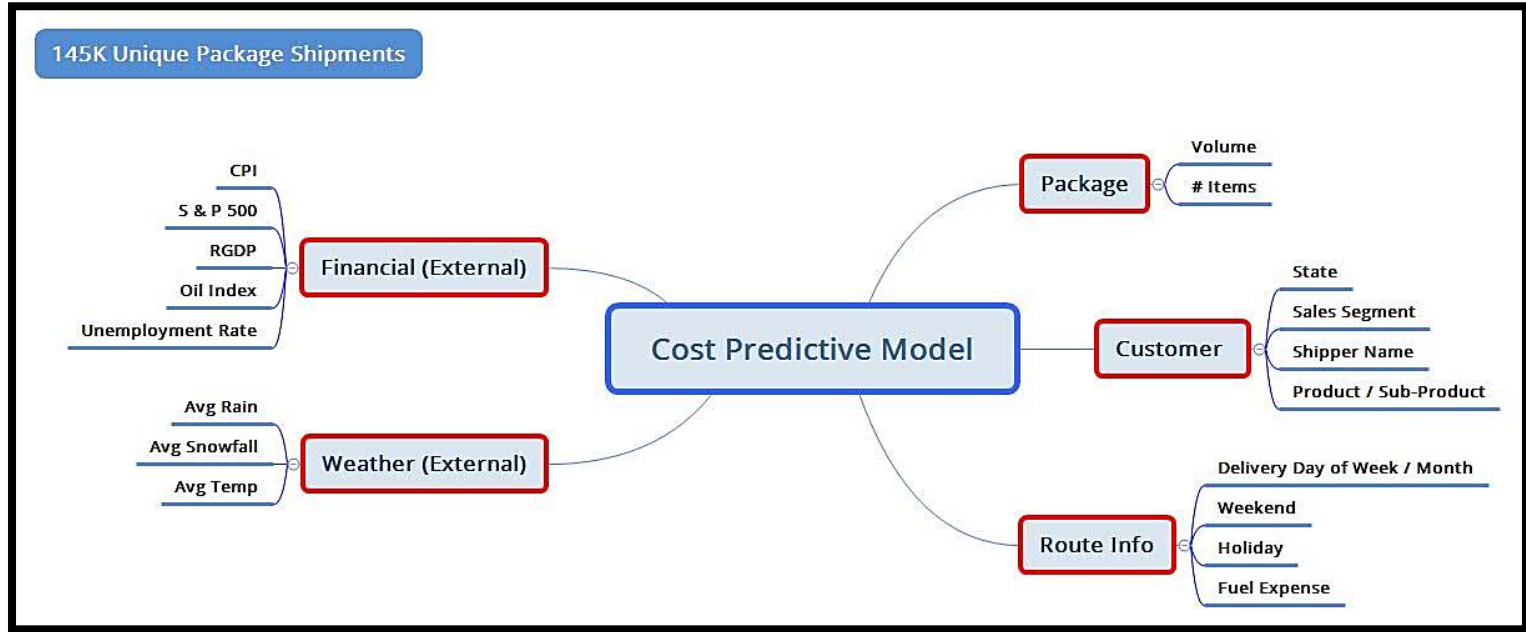 145K Unique Package Shipments
CPI
S & P 500
RGDP
Oil Index
Unemployment Rate
Financial (External)
Avg Rain
Avg Snowfall
Avg Temp
Weather (External)
Cost Predictive Model
Package
Volume
# Items
Customer
State
Sales Segment
Shipper Name
Product / Sub-Product
Route Info
Delivery Day of Week / Month
Weekend
Holiday
Fuel Expense